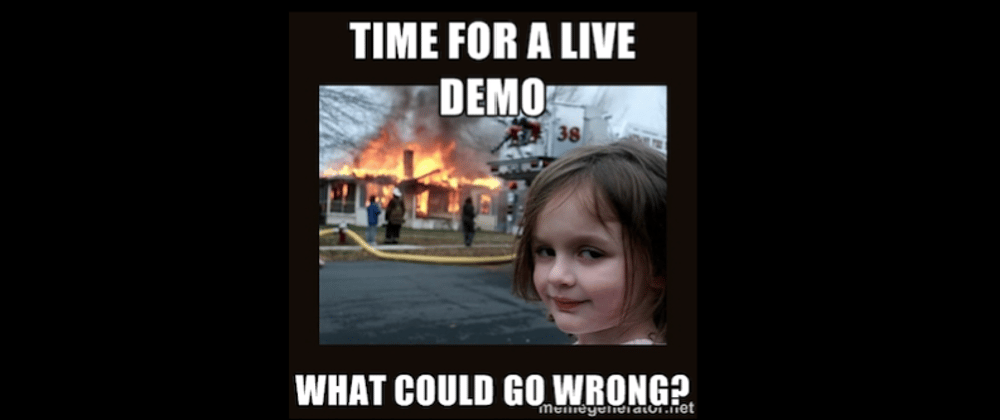 TIME FOR A LIVE
DEMO
38
WHAT COULD GO WRONG?
memegenerator.net